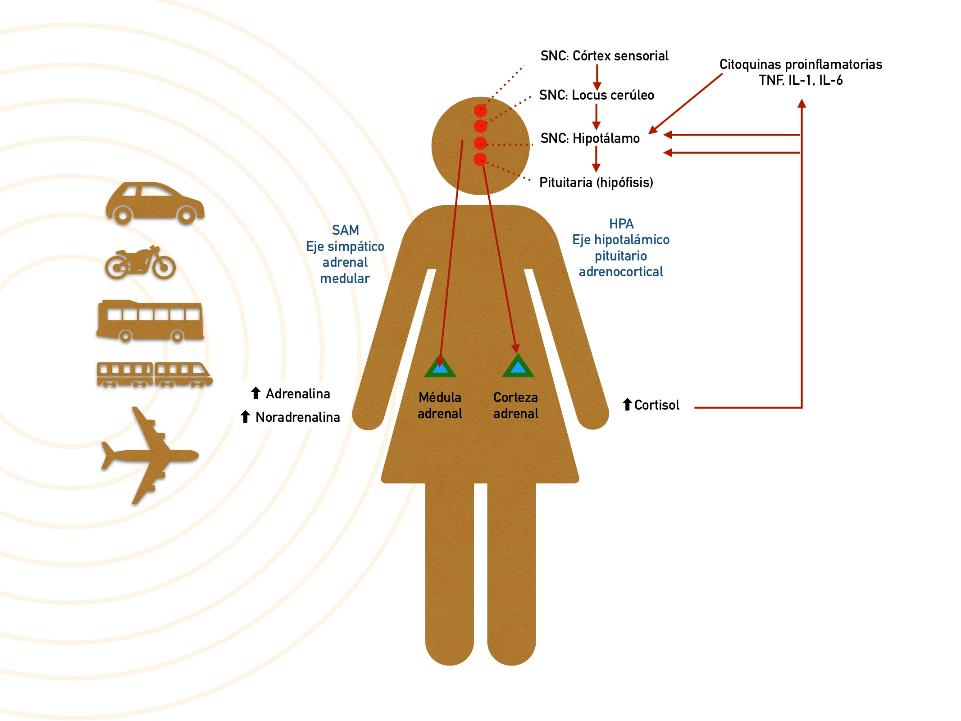 SNC: Córtex sensorial
SNC: Locus cerúleo
SNC: Hipotálamo
Pituitaria (hipófisis)
Citoquinas proinflamatorias
TNF, IL-1, IL-6
SAM
Eje simpático
adrenal
medular
HPA
Eje hipotalámico
pituitario
adrenocortical
Adrenalina
Noradrenalina
Médula
adrenal
Corteza
adrenal
Cortisol